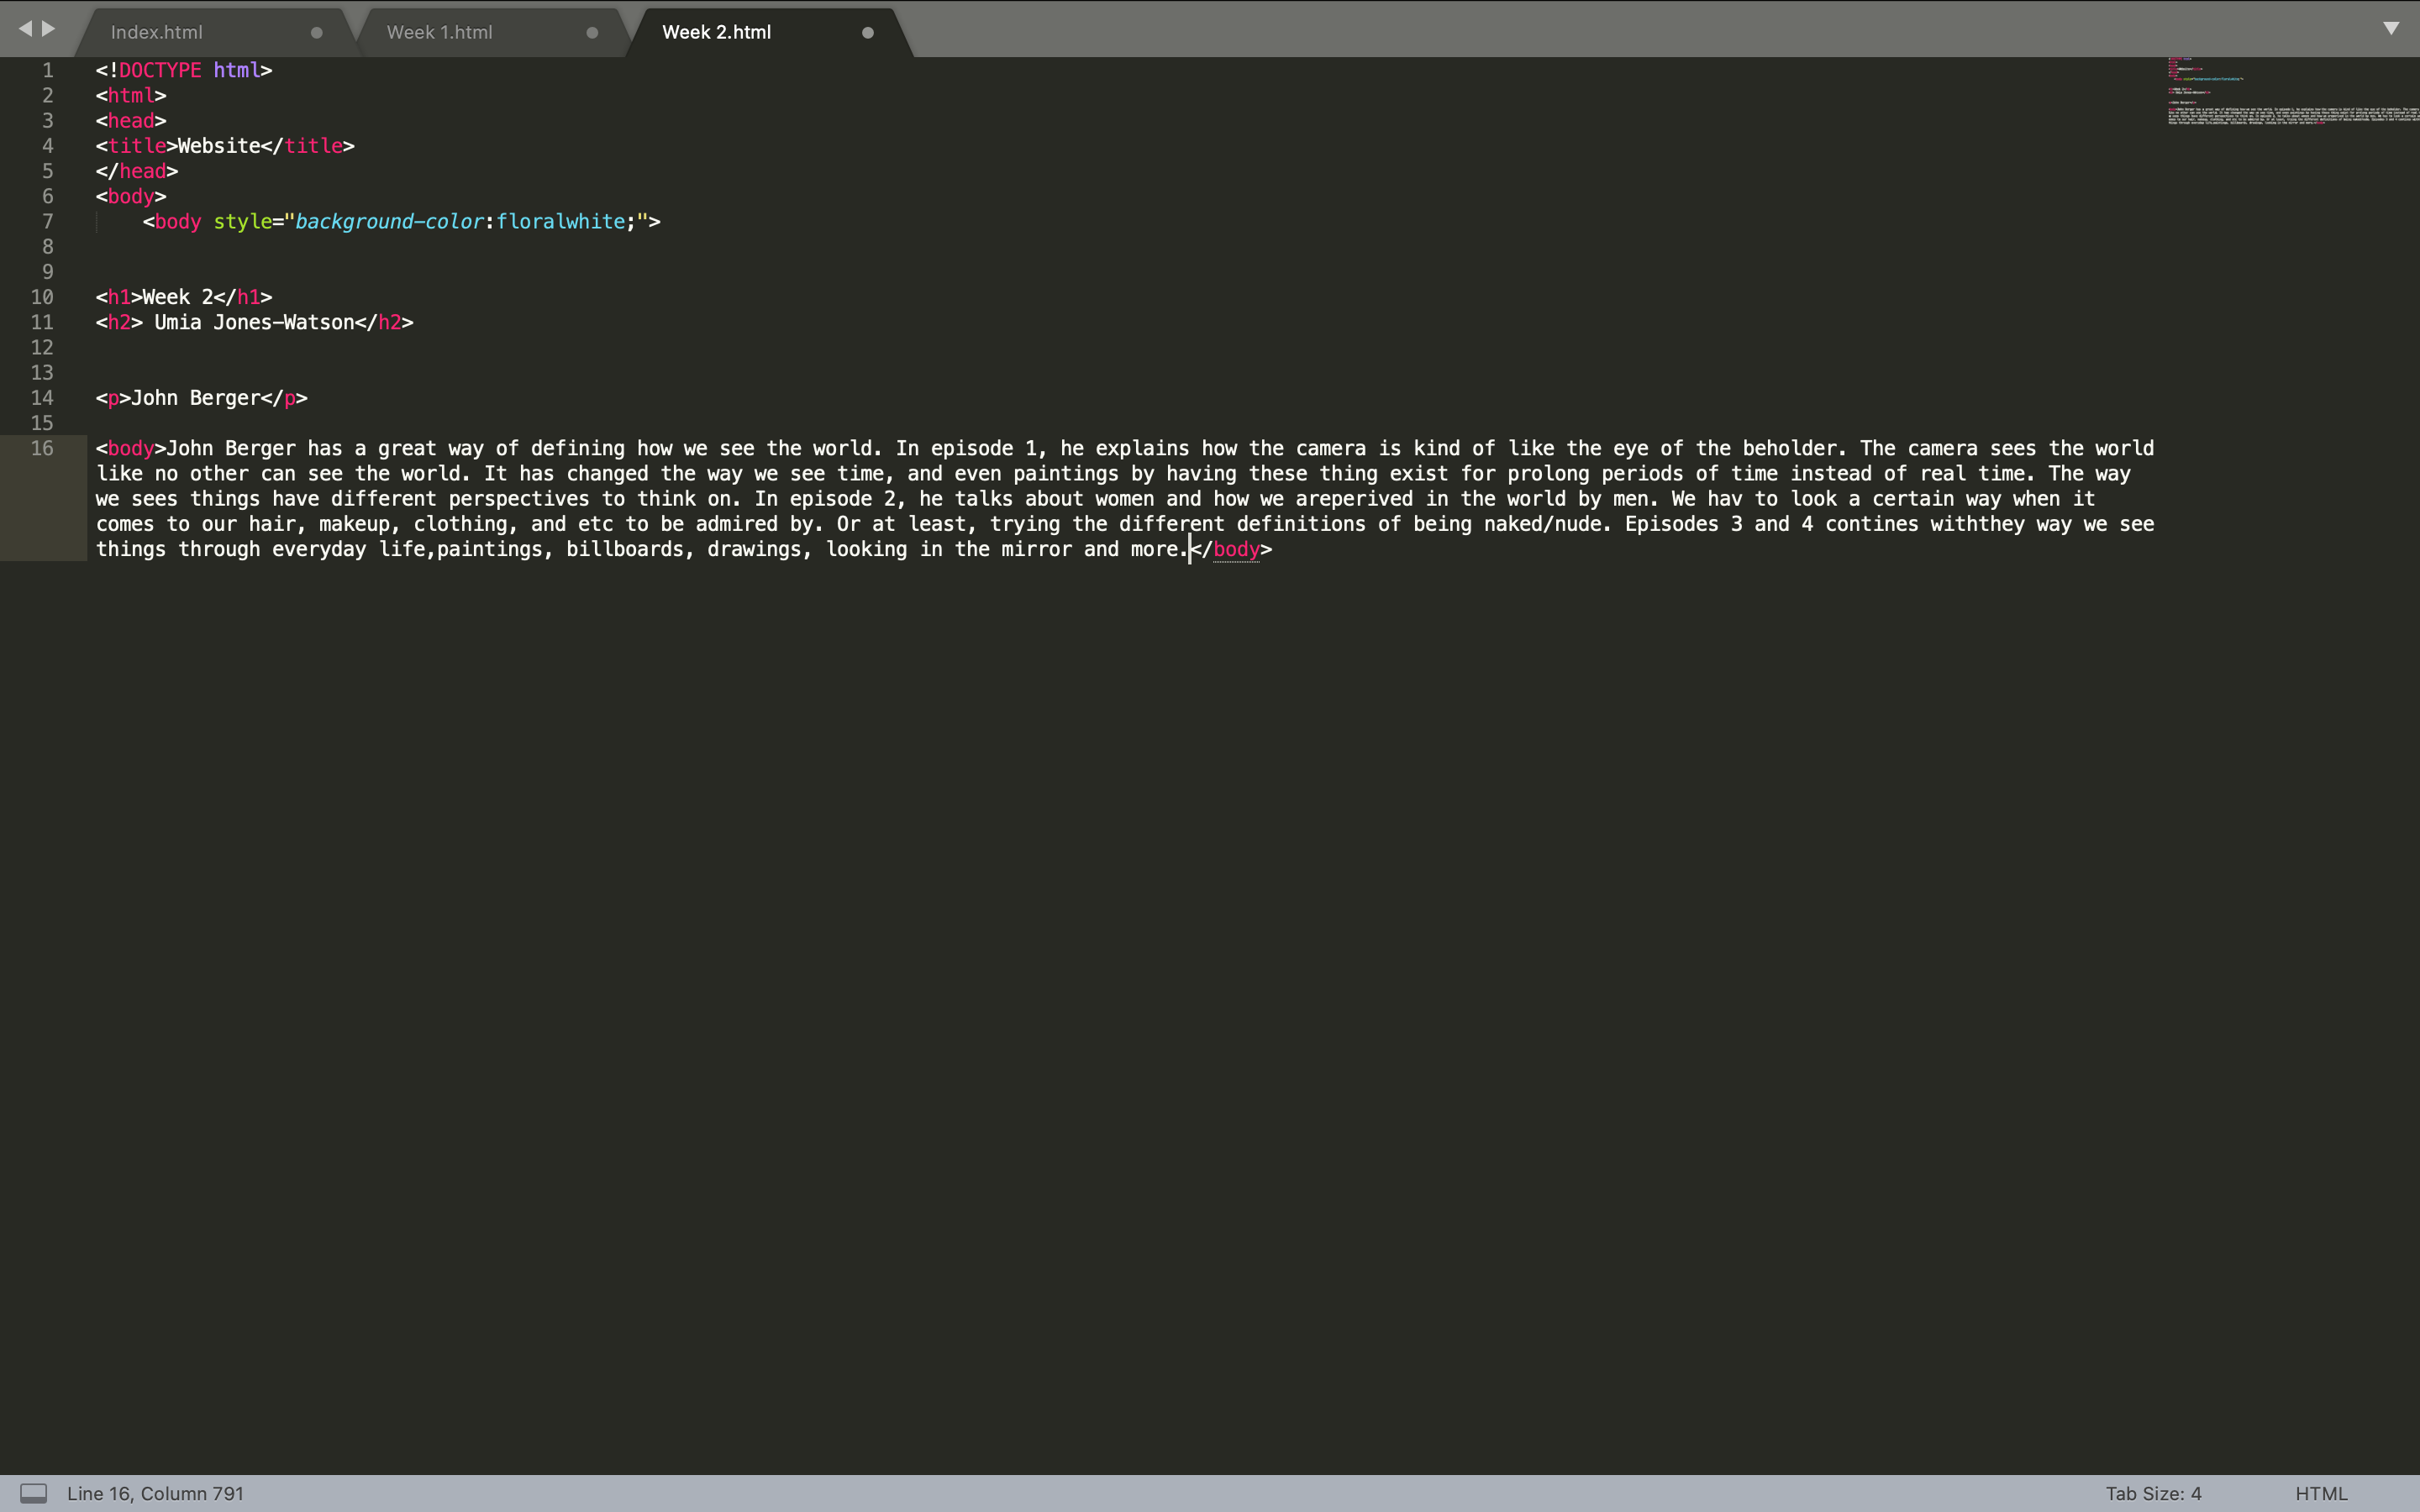 Index.html
Week 1.html
Week 2.html
1 <!DOCTYPE html>
2 <html>
3 <head>
4 <title>Website</title>
5 </head>
6 <body>
7 <body style="background-color:floralwhite;">
8
9
10 <h1>Week 2</h1>
11 <h2> Umia Jones-Watson</h2>
12
13
14 <p>John Berger</p>
15
16 <body>John Berger has a great way of defining how we see the world. In episode 1, he explains how the camera is kind of like the eye of the beholder. The camera sees the world
like no other can see the world. It has changed the way we see time, and even paintings by having these thing exist for prolong periods of time instead of real time. The way
we sees things have different perspectives to think on. In episode 2, he talks about women and how we areperived in the world by men. We hav to look a certain way when it
comes to our hair, makeup, clothing, and etc to be admired by. Or at least, trying the different definitions of being naked/nude. Episodes 3 and 4 contines withthey way we see
things through everyday life,paintings, billboards, drawings, looking in the mirror and more.</body>
Line 16, Column 791
Tab Size: 4
HTML